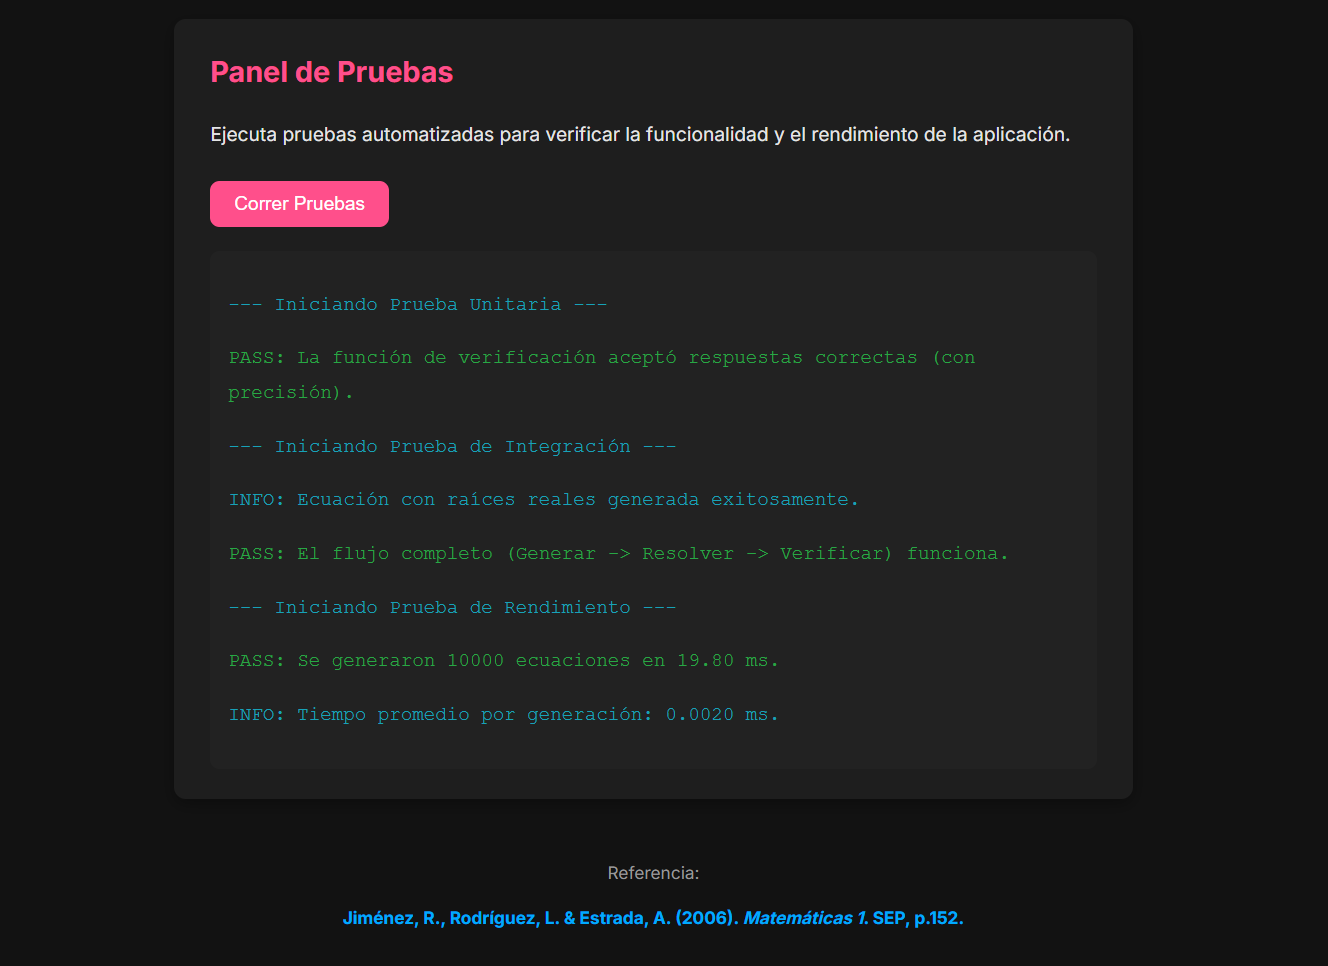 Panel de Pruebas
Ejecuta pruebas automatizadas para verificar la funcionalidad y el rendimiento de la aplicación.
Correr Pruebas
--- Iniciando Prueba Unitaria ---
PASS: La función de verificación aceptó respuestas correctas (con
precisión).
--- Iniciando Prueba de Integración ---
INFO: Ecuación con raíces reales generada exitosamente.
PASS: El flujo completo (Generar -> Resolver -> Verificar) funciona.
--- Iniciando Prueba de Rendimiento ---
PASS: Se generaron 10000 ecuaciones en 19.80 ms.
INFO: Tiempo promedio por generación: 0.0020 ms.
Referencia:
Jiménez, R., Rodríguez, L. & Estrada, A. (2006). Matemáticas 1. SEP, p.152.